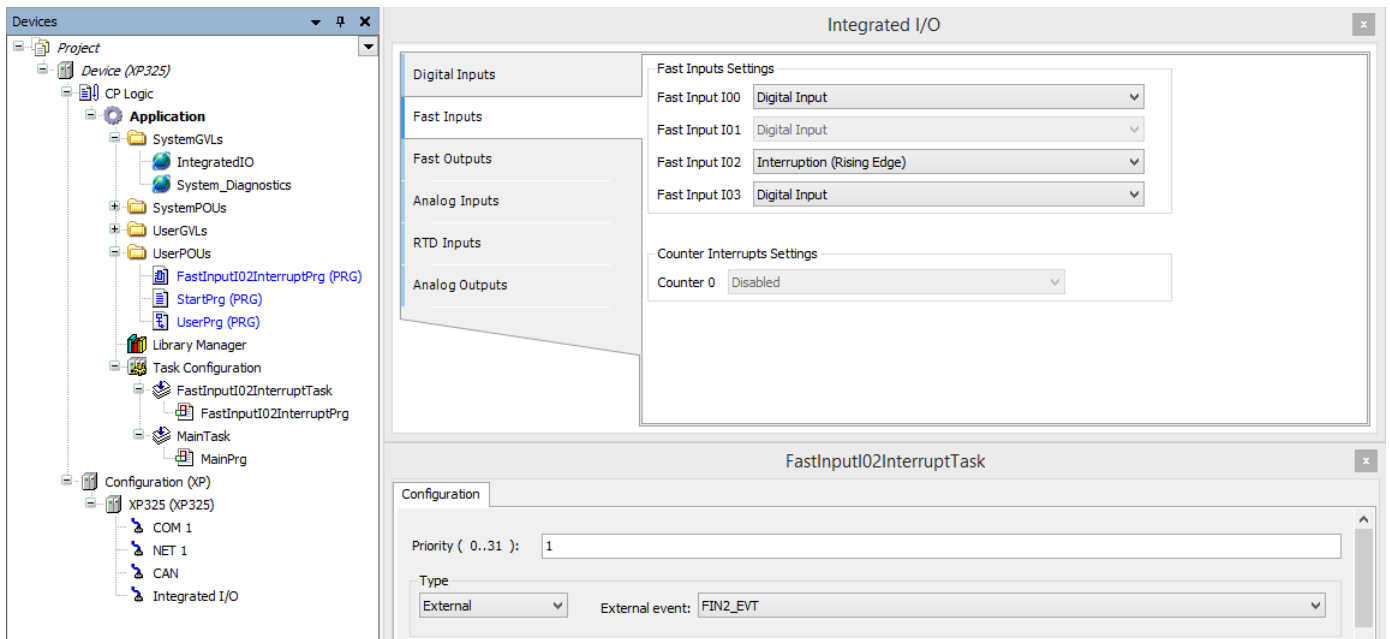 Devices
Project
Device (XP325)
CP Logic
Application
SystemGVLs
IntegratedIO
System_Diagnostics
SystemPOUs
UserGVLs
UserPOUs
FastInputI02InterruptPrg (PRG)
StartPrg (PRG)
UserPrg (PRG)
Library Manager
Task Configuration
FastInputI02InterruptTask
FastInputI02InterruptPrg
MainTask
MainPrg
Configuration (XP)
XP325 (XP325)
COM 1
NET 1
CAN
Integrated I/O
Integrated I/O
Digital Inputs
Fast Inputs
Fast Outputs
Analog Inputs
RTD Inputs
Analog Outputs
Fast Inputs Settings
Fast Input I00 Digital Input
Fast Input I01 Digital Input
Fast Input I02 Interruption (Rising Edge)
Fast Input I03 Digital Input
Counter Interrupts Settings
Counter 0 Disabled
FastInputI02InterruptTask
Configuration
Priority ( 0..31 ): 1
Type
External External event: FIN2_EVT